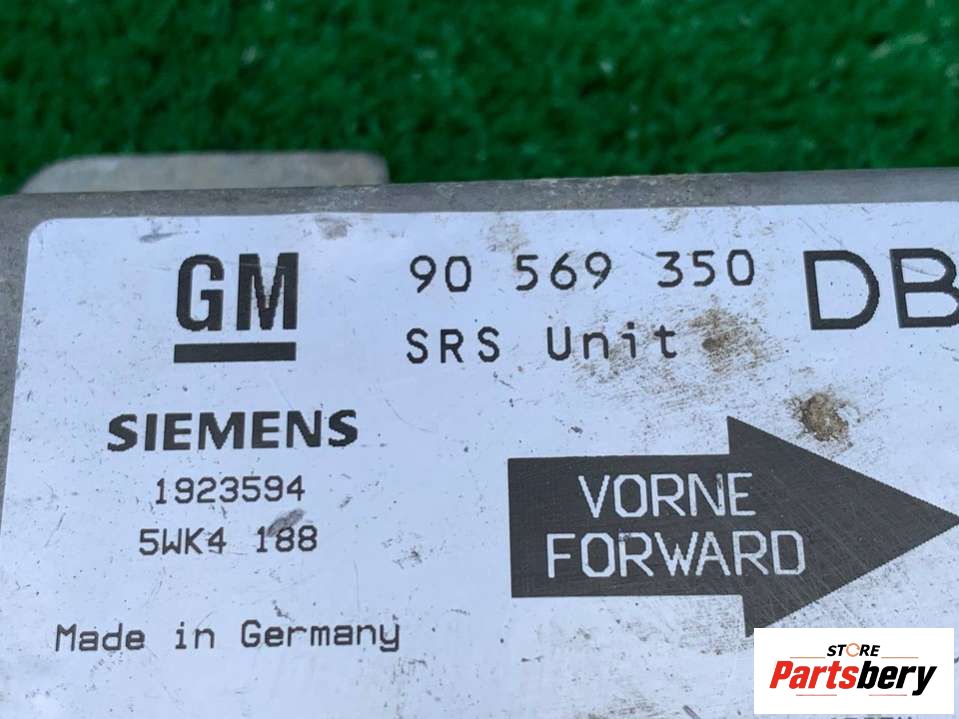 GM 90 569 350 DB
SRS Unit
SIEMENS
1923594
5WK4 188
VORNE
FORWARD
Made in Germany
STORE
Partsbery